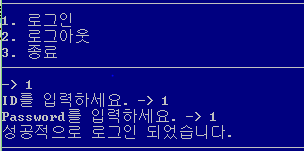 1. 로그인
2. 로그아웃
3. 종료
-> 1
ID를 입력하세요. -> 1
Password를 입력하세요. -> 1
성공적으로 로그인 되었습니다.